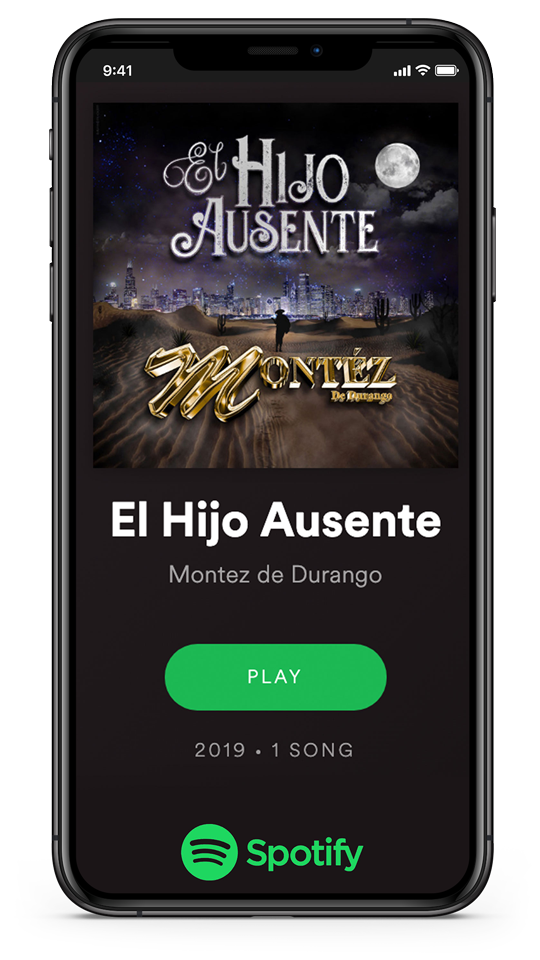 9:41
El Hijo
Ausente
Montéz
De Durango
El Hijo Ausente
Montez de Durango
PLAY
2019 • 1 SONG
Spotify